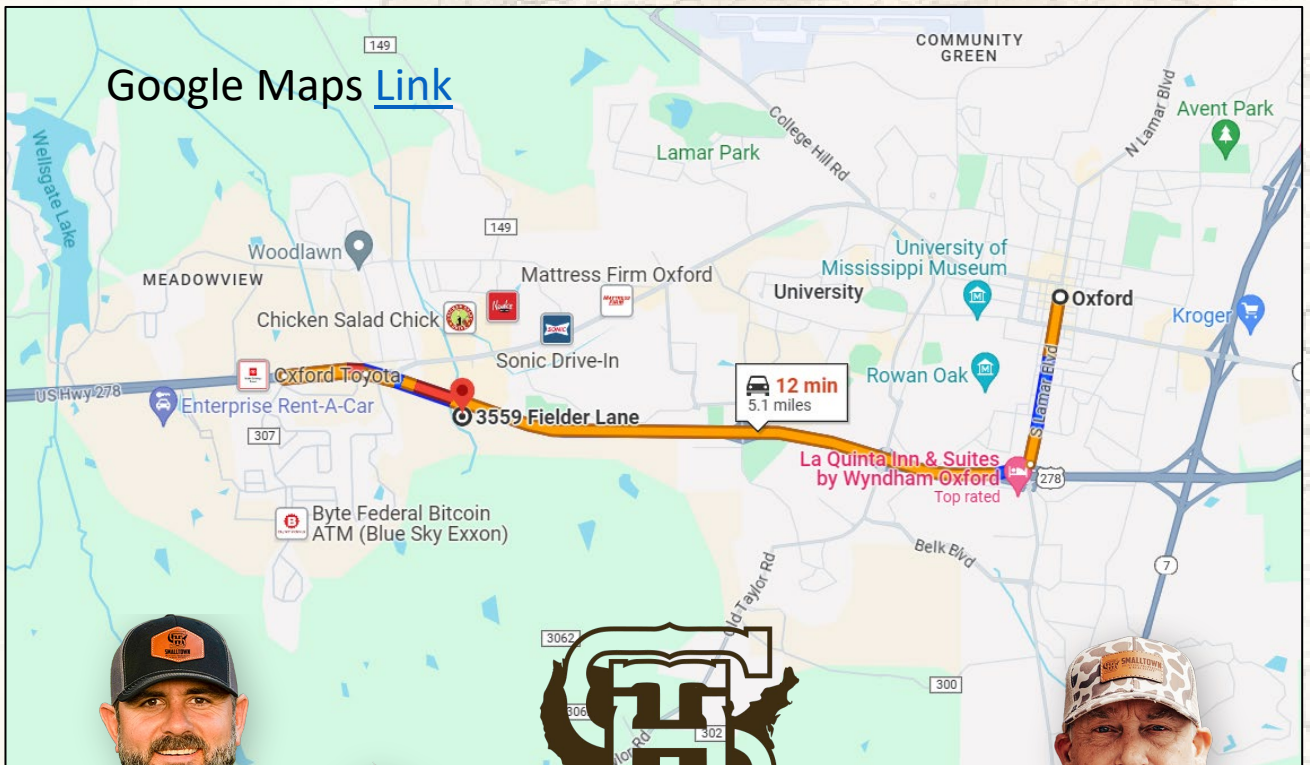 149
COMMUNITY
GREEN
Google Maps Link
Avent Park
N Lamar Blvd
College Hill Rd
Lamar Park
Wellsgate Lake
149
Woodlawn
University of
Mississippi Museum
MEADOWVIEW
Mattress Firm Oxford
University
Oxford
Chicken Salad Chick
Kroger
SONIC
Sonic Drive-In
Oxford Toyota
12 min
5.1 miles
Rowan Oak
S Lamar Blvd
US Hwy 278
Enterprise Rent-A-Car
3559 Fielder Lane
307
La Quinta Inn & Suites
by Wyndham Oxford
Top rated
278
Byte Federal Bitcoin
ATM (Blue Sky Exxon)
Belk Blvd
7
Old Taylor Rd
3062
SMALLTOWN
SMALLTOWN
300
302